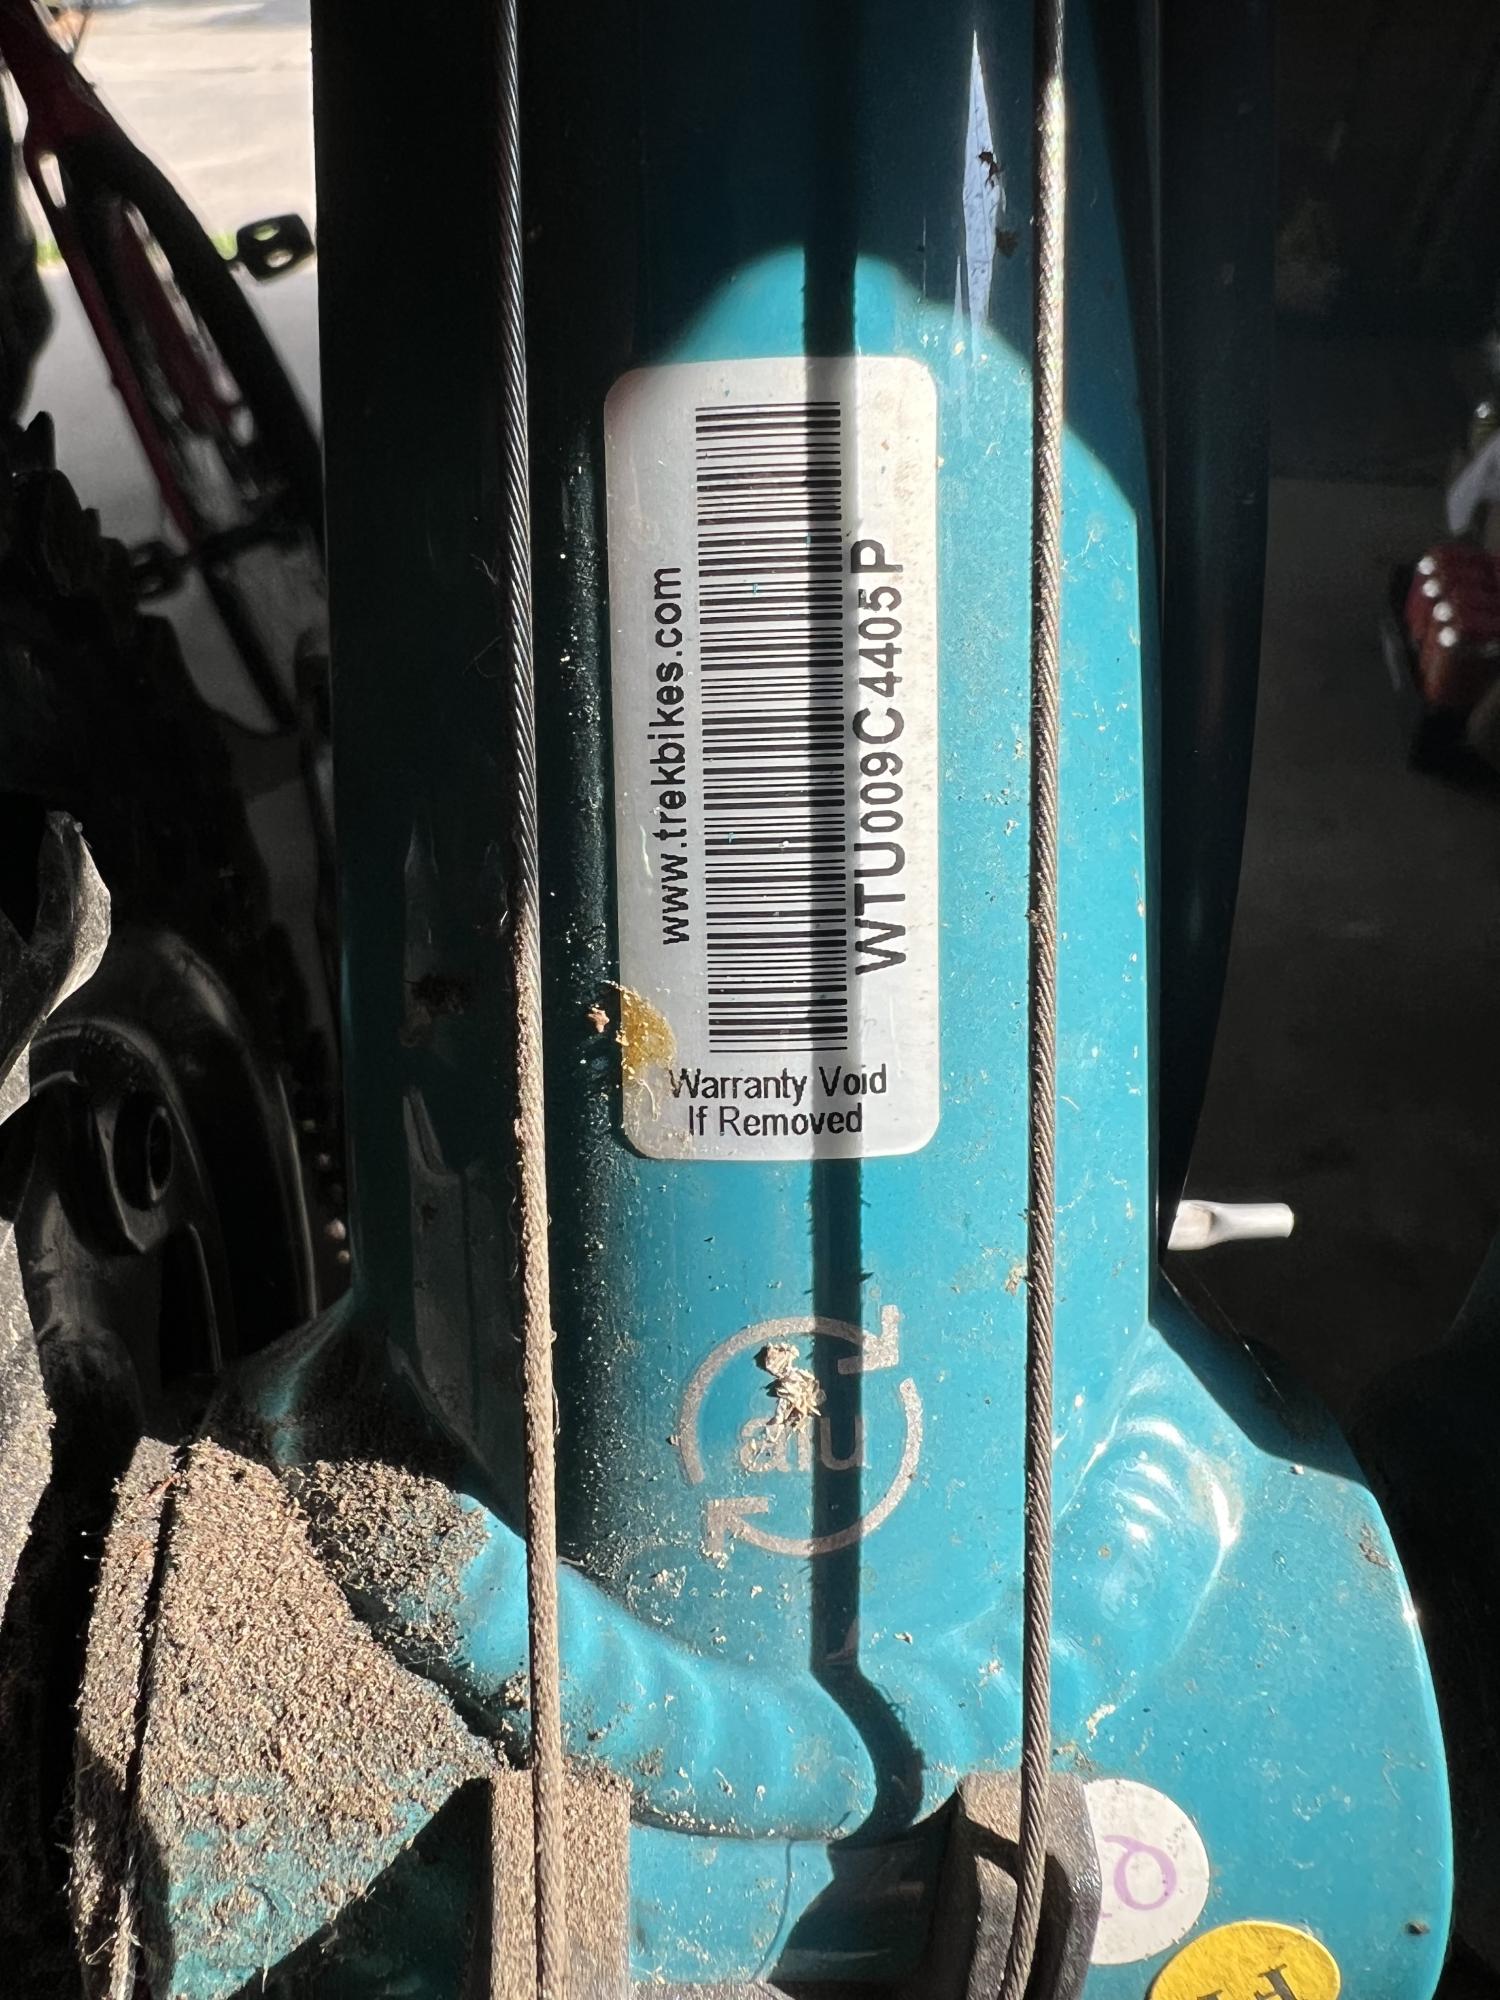 www.trekbikes.com
WTU009C4405P
Warranty Void
If Removed
alu